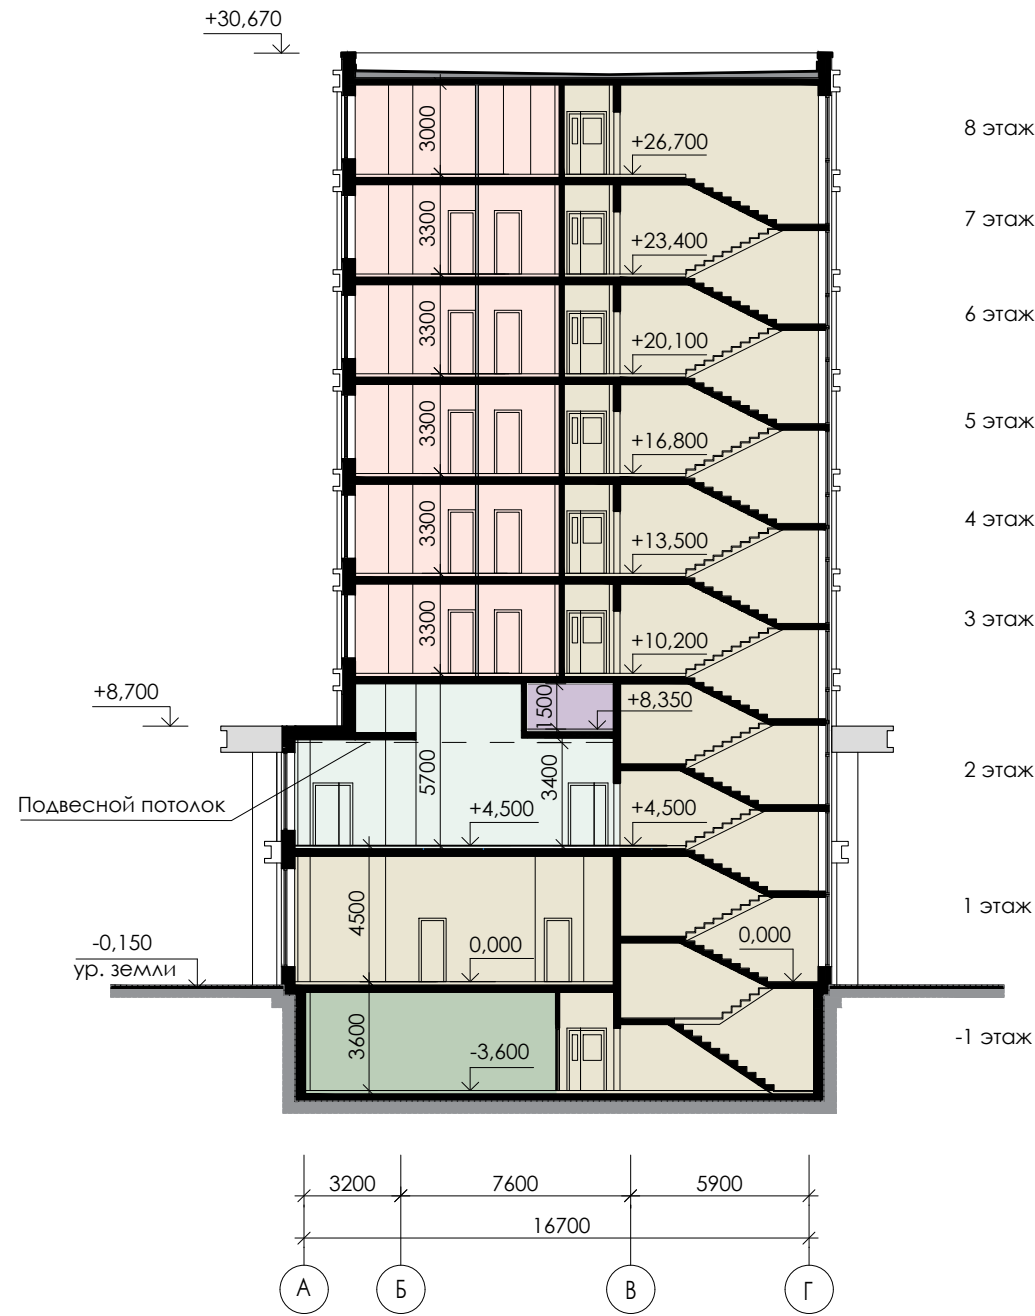 +30,670
8 этаж
3000
+26,700
7 этаж
3300
+23,400
6 этаж
3300
+20,100
5 этаж
3300
+16,800
4 этаж
3300
+13,500
3 этаж
3300
+10,200
+8,700
1500
+8,350
2 этаж
5700
3400
Подвесной потолок
+4,500
+4,500
1 этаж
4500
-0,150
ур. земли
0,000
0,000
-1 этаж
3600
-3,600
3200
7600
5900
16700
А
Б
В
Г